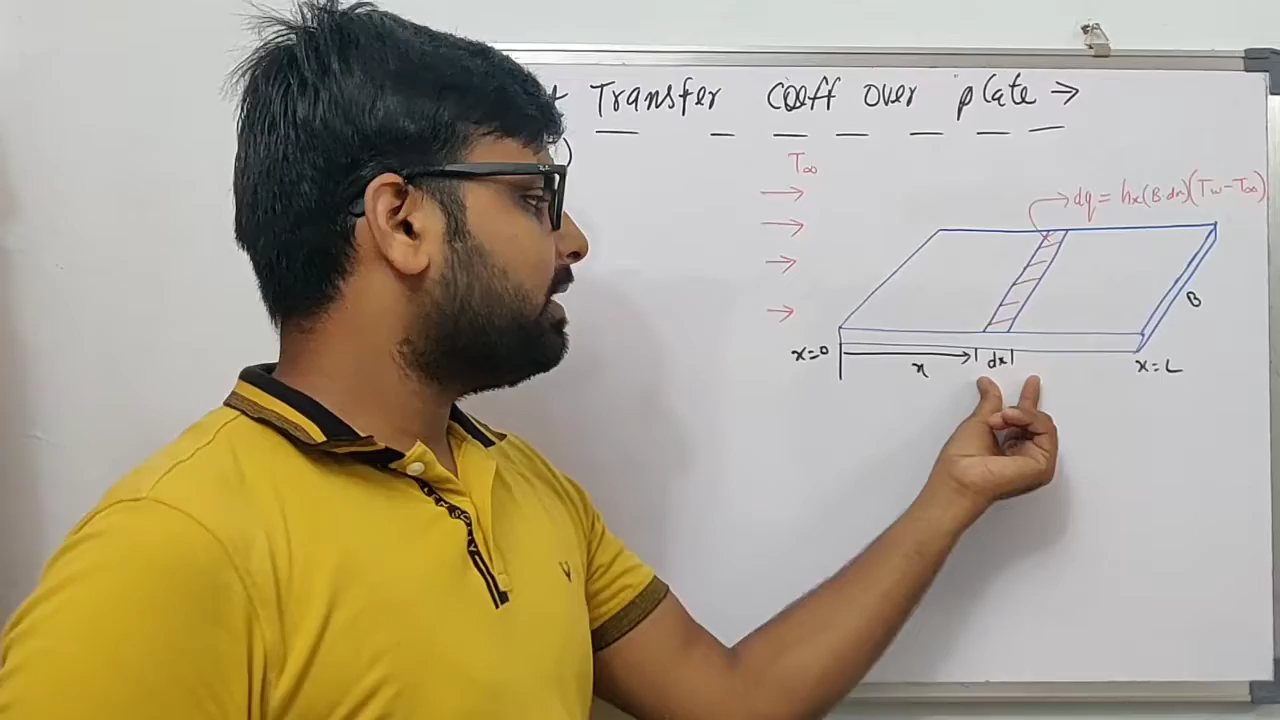 Transfer coeff over plate →
T∞
→ dq = hx(B·dx)(Tw-T∞)
B
x=0
x
dx
x=L